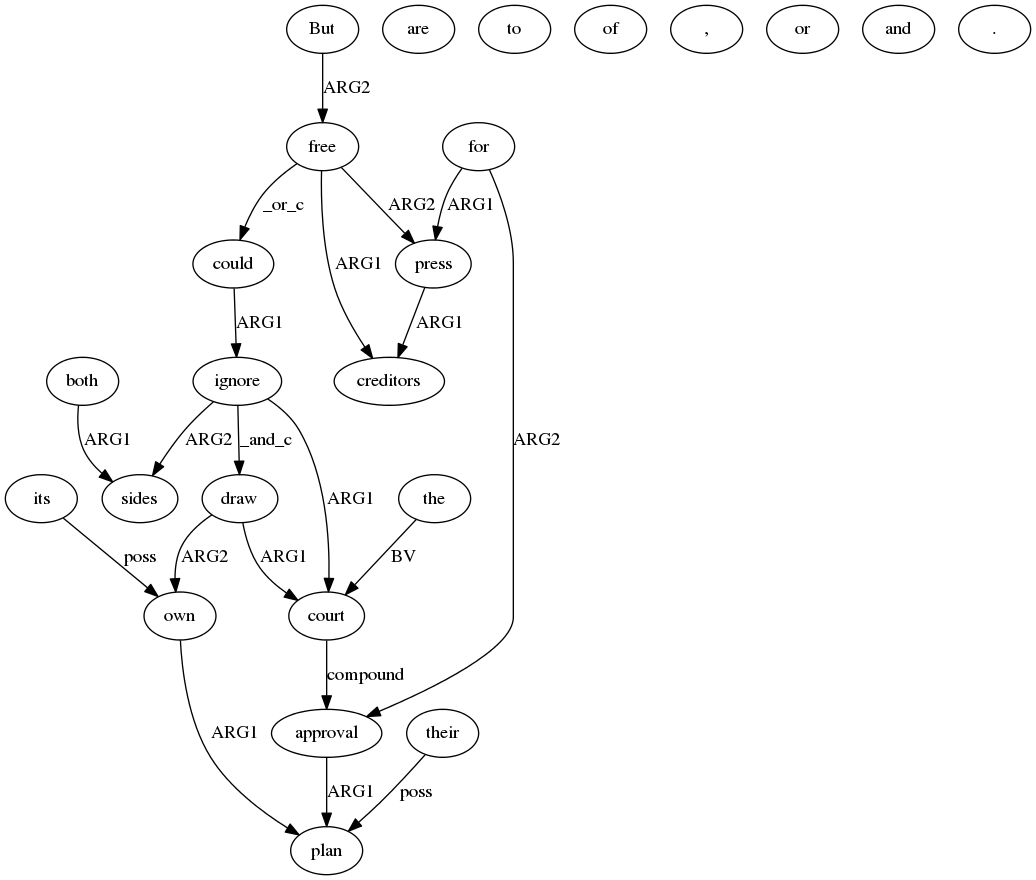 But are to of , or and .
ARG2
free for
_or_c ARG2 ARG1
could ARG1 press
ARG1 ARG1
both ignore creditors
ARG1 ARG2 _and_c ARG2
its sides draw ARG1 the
poss ARG2 ARG1 BV
own court
compound
ARG1 approval their
ARG1 poss
plan